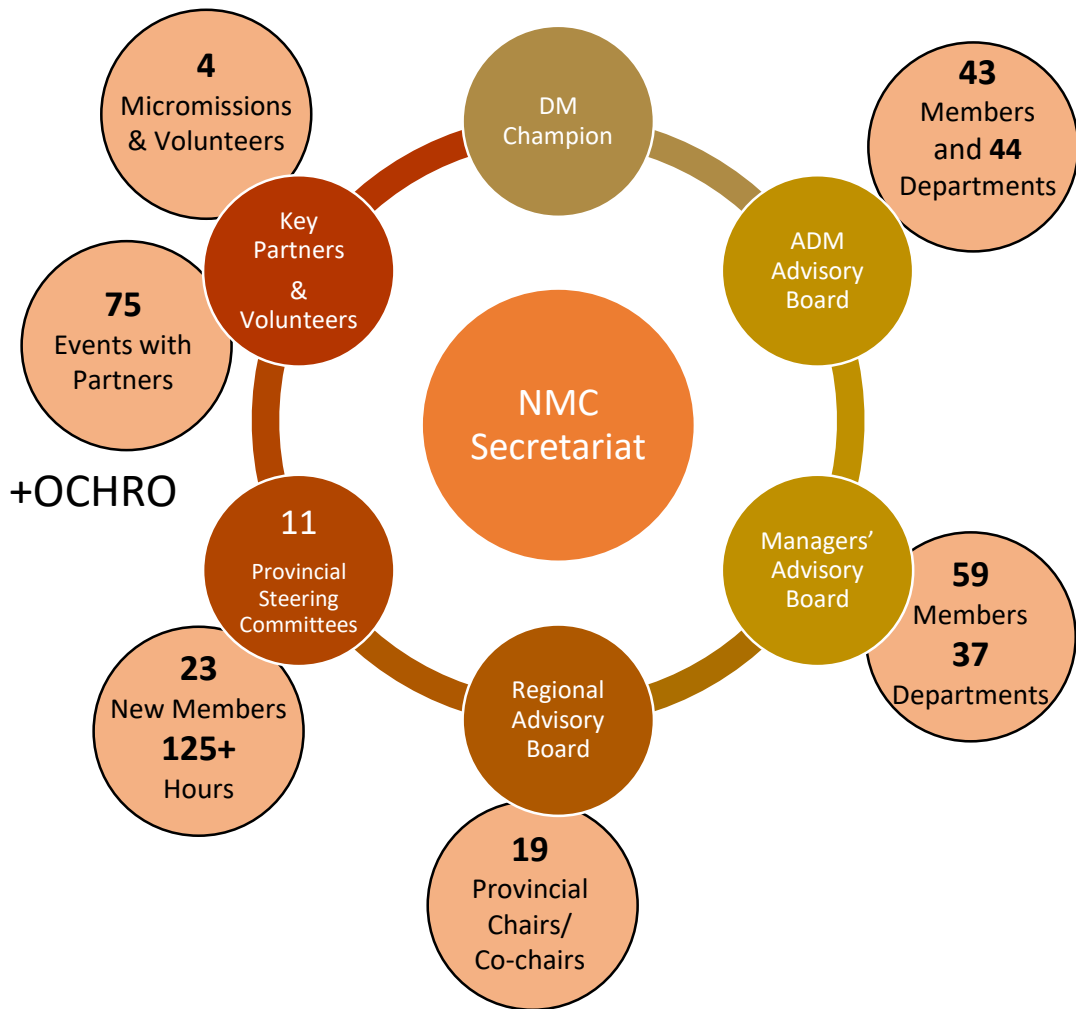 4
Micromissions
& Volunteers
DM
Champion
43
Members
and 44
Departments
Key
Partners
&
Volunteers
ADM
Advisory
Board
75
Events with
Partners
NMC
Secretariat
+OCHRO
11
Provincial
Steering
Committees
Managers’
Advisory
Board
59
Members
37
Departments
23
New Members
125+
Hours
Regional
Advisory
Board
19
Provincial
Chairs/
Co-chairs